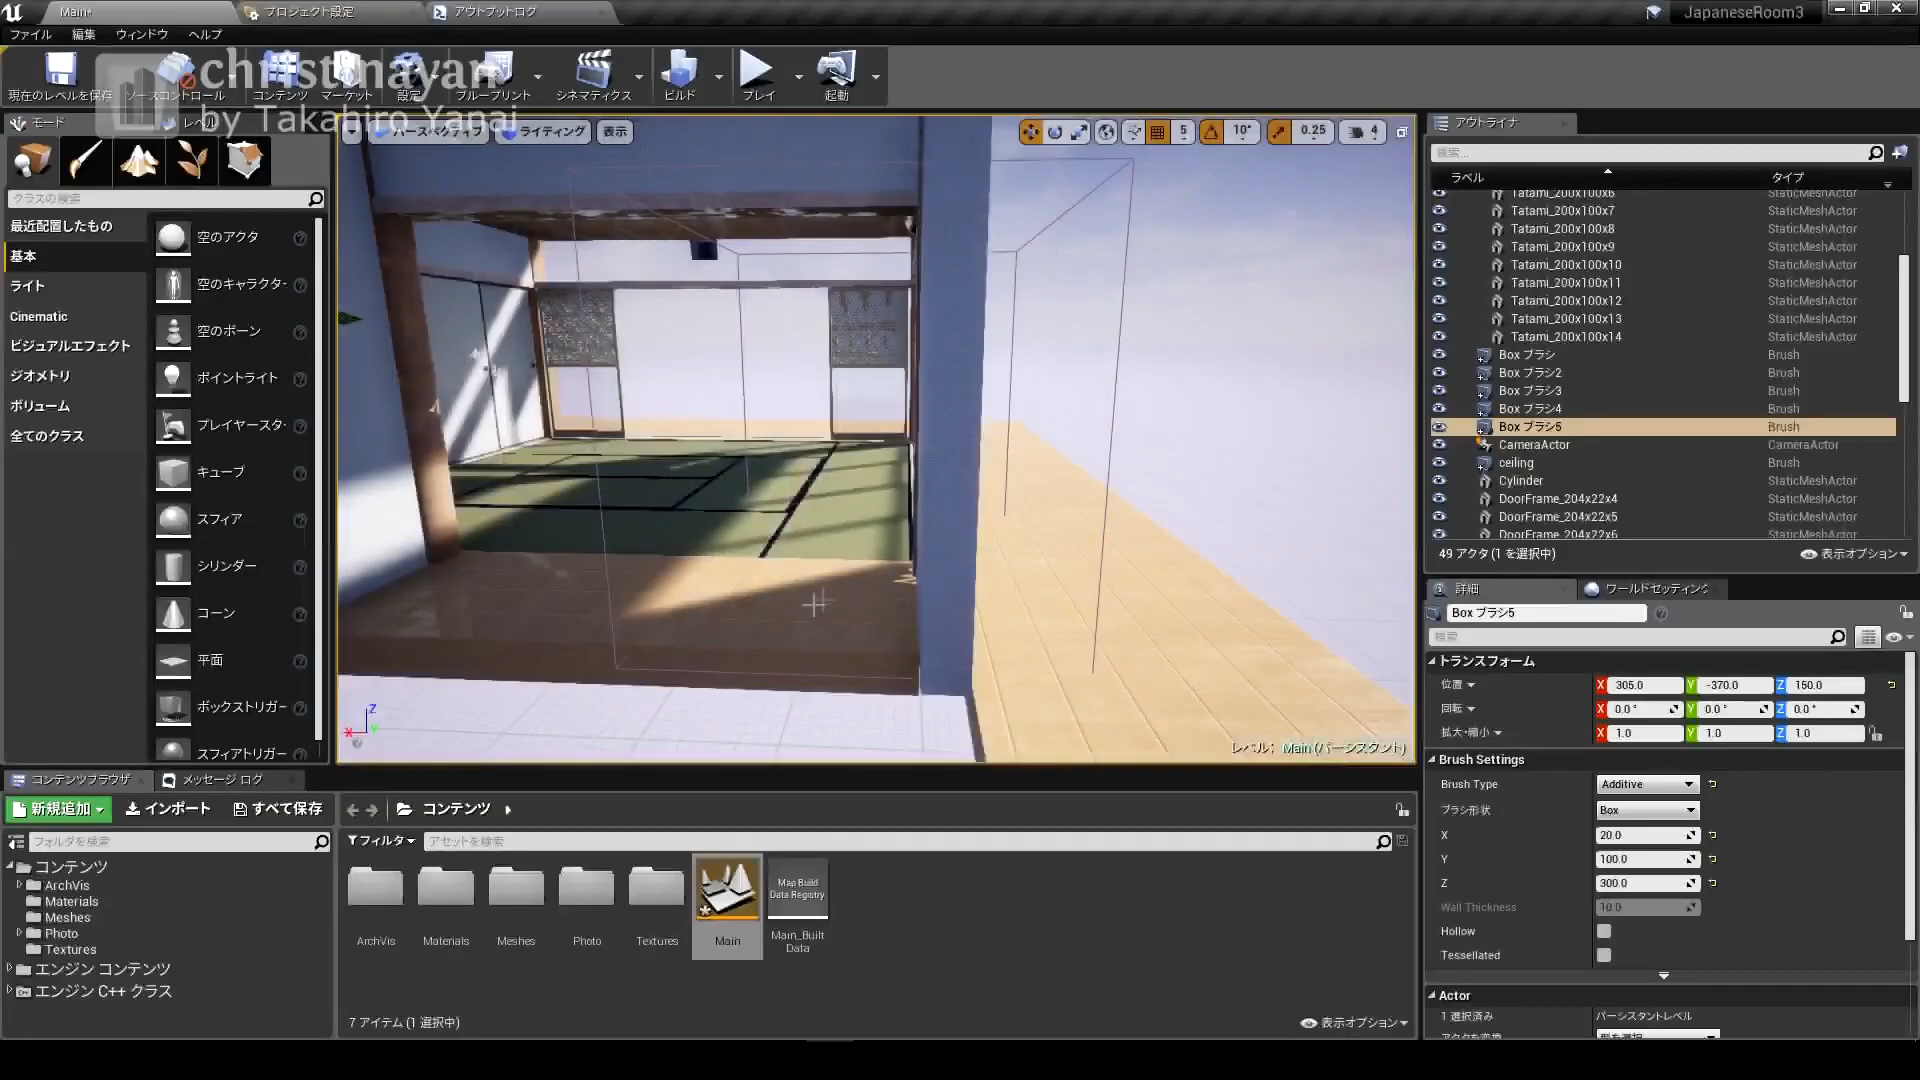 Main*
プロジェクト設定
アウトプットログ
JapaneseRoom3
ファイル 編集 ウィンドウ ヘルプ
christinayan
by Takahiro Yanai
現在のレベルを保存 ソースコントロール コンテンツ マーケット 設定 ブループリント シネマティクス ビルド プレイ 起動
モード
レベル
クラスの検索
最近配置したもの
基本
ライト
Cinematic
ビジュアルエフェクト
ジオメトリ
ボリューム
全てのクラス
空のアクタ
空のキャラクタ-
空のボーン
ポイントライト
プレイヤースタ-
キューブ
スフィア
シリンダー
コーン
平面
ボックストリガー
スフィアトリガー
パースペクティブ ライティング 表示
5 10° 0.25 4
レベル: Main (パーシスタント)
アウトライナ
検索...
ラベル タイプ
Tatami_200x100x6 StaticMeshActor
Tatami_200x100x7 StaticMeshActor
Tatami_200x100x8 StaticMeshActor
Tatami_200x100x9 StaticMeshActor
Tatami_200x100x10 StaticMeshActor
Tatami_200x100x11 StaticMeshActor
Tatami_200x100x12 StaticMeshActor
Tatami_200x100x13 StaticMeshActor
Tatami_200x100x14 StaticMeshActor
Box ブラシ Brush
Box ブラシ2 Brush
Box ブラシ3 Brush
Box ブラシ4 Brush
Box ブラシ5 Brush
CameraActor CameraActor
ceiling Brush
Cylinder StaticMeshActor
DoorFrame_204x22x4 StaticMeshActor
DoorFrame_204x22x5 StaticMeshActor
DoorFrame_204x22x6 StaticMeshActor
49 アクタ (1 を選択中) 表示オプション
詳細
ワールドセッティング
Box ブラシ5
検索
トランスフォーム
位置 X 305.0 Y -370.0 Z 150.0
回転 X 0.0 ° Y 0.0 ° Z 0.0 °
拡大・縮小 X 1.0 Y 1.0 Z 1.0
Brush Settings
Brush Type Additive
ブラシ形状 Box
X 20.0
Y 100.0
Z 300.0
Wall Thickness 10.0
Hollow
Tessellated
Actor
1 選択済み パーシスタントレベル
コンテンツブラウザ メッセージ ログ
新規追加 インポート すべて保存 コンテンツ
フォルダを検索
フィルタ アセットを検索
コンテンツ
ArchVis
Materials
Meshes
Photo
Textures
エンジン コンテンツ
エンジン C++ クラス
Map Build
Data Registry
ArchVis Materials Meshes Photo Textures Main Main_Built
Data
7 アイテム (1 選択中) 表示オプション